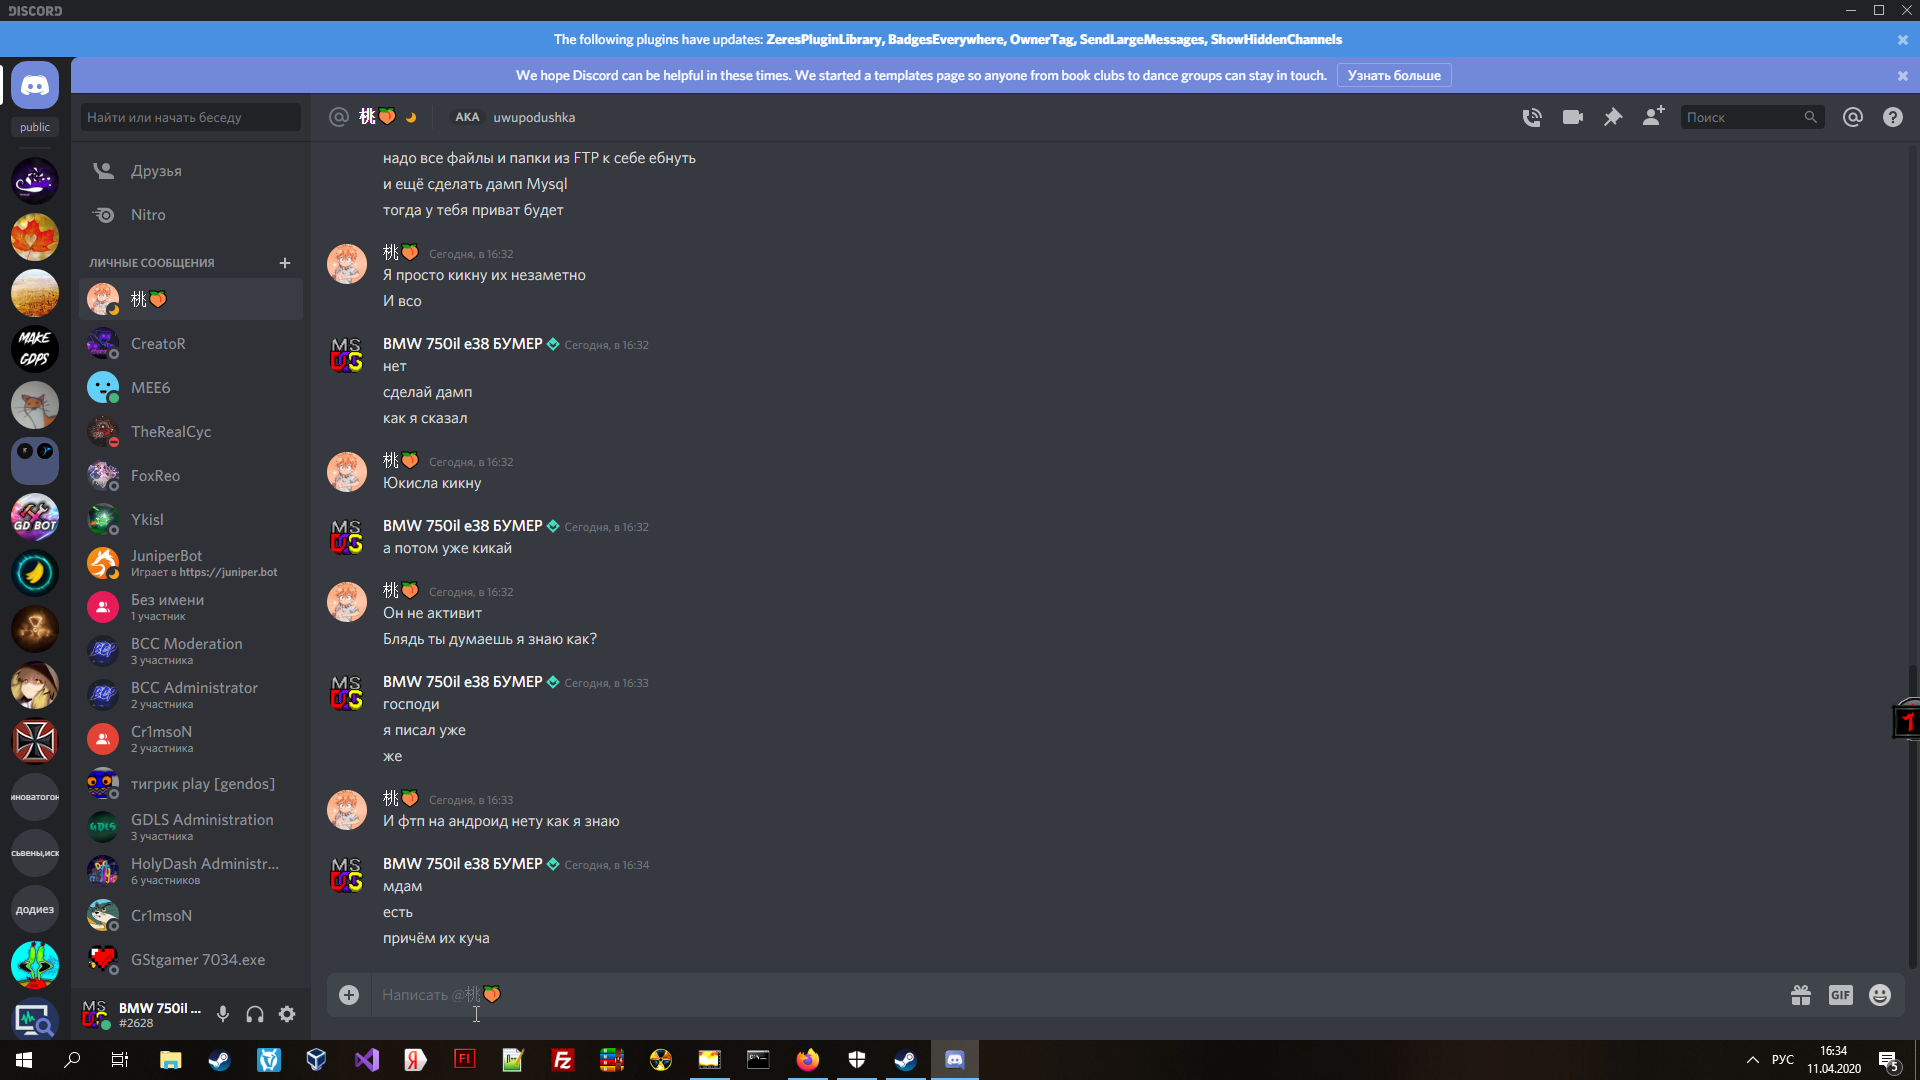 DISCORD
The following plugins have updates: ZeresPluginLibrary, BadgesEverywhere, OwnerTag, SendLargeMessages, ShowHiddenChannels
We hope Discord can be helpful in these times. We started a templates page so anyone from book clubs to dance groups can stay in touch. Узнать больше
public
MAKE
GDPS
GD BOT
иноватогон
сьвены,иск
додиез
Найти или начать беседу
Друзья
Nitro
ЛИЧНЫЕ СООБЩЕНИЯ
桃🍑
CreatoR
MEE6
TheRealCyc
FoxReo
Ykisl
JuniperBot
Играет в https://juniper.bot
Без имени
1 участник
BCC Moderation
3 участника
BCC Administrator
2 участника
Cr1msoN
2 участника
тигрик play [gendos]
GDLS Administration
3 участника
HolyDash Administr...
6 участников
Cr1msoN
GStgamer 7034.exe
BMW 750il ...
#2628
@ 桃🍑 AKA uwupodushka
Поиск
надо все файлы и папки из FTP к себе ебнуть
и ещё сделать дамп Mysql
тогда у тебя приват будет
桃🍑 Сегодня, в 16:32
Я просто кикну их незаметно
И всо
BMW 750il e38 БУМЕР Сегодня, в 16:32
нет
сделай дамп
как я сказал
桃🍑 Сегодня, в 16:32
Юкисла кикну
BMW 750il e38 БУМЕР Сегодня, в 16:32
а потом уже кикай
桃🍑 Сегодня, в 16:32
Он не активит
Блядь ты думаешь я знаю как?
BMW 750il e38 БУМЕР Сегодня, в 16:33
господи
я писал уже
же
桃🍑 Сегодня, в 16:33
И фтп на андроид нету как я знаю
BMW 750il e38 БУМЕР Сегодня, в 16:34
мдам
есть
причём их куча
Написать @桃🍑
GIF
РУС
16:34
11.04.2020
5